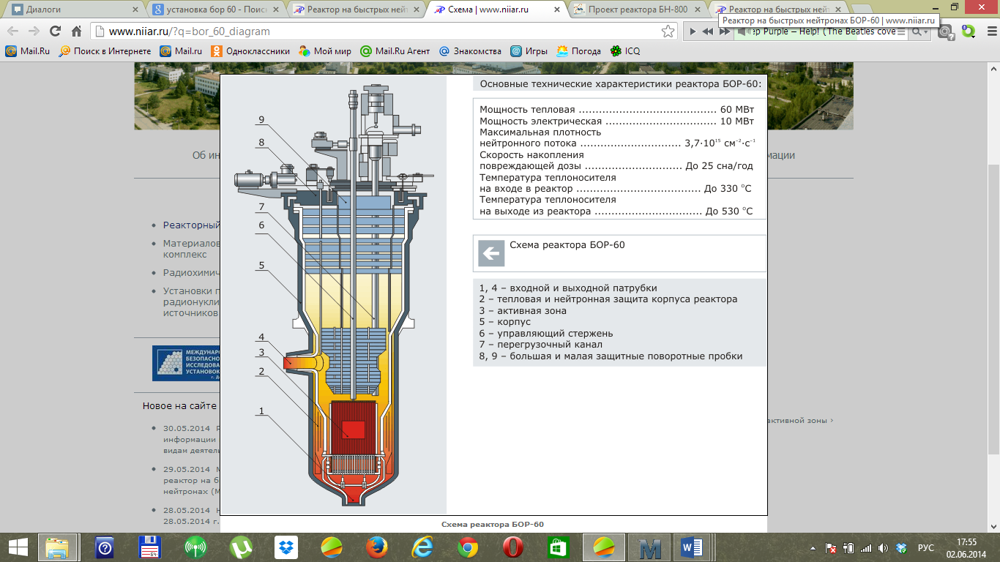 Диалоги
установка бор 60 - Поис
Реактор на быстрых нейт
Схема | www.niiar.ru
Проект реактора БН-800
Реактор на быстрых нейт
Реактор на быстрых нейтронах БОР-60 | www.niiar.ru
www.niiar.ru/?q=bor_60_diagram
ep Purple – Help! (The Beatles cove
Mail.Ru
Поиск в Интернете
Mail.ru
Одноклассники
Мой мир
Mail.Ru Агент
Знакомства
Игры
Погода
ICQ
Об ин
мации
Реакторный
Материалов
комплекс
Радиохимич
Установки п
радионукли
источников
МЕЖДУНАРО
БЕЗОПАСНО
ИССЛЕДОВА
УСТАНОВОК
Новое на сайте
30.05.2014 Р
информации
видам деятель
29.05.2014 М
реактор на б
нейтронах (М
28.05.2014 Н
28.05.2014 г.
активной зоны ›
9
8
7
6
5
4
3
2
1
Основные технические характеристики реактора БОР-60:
Мощность тепловая ......................................... 60 МВт
Мощность электрическая ................................. 10 МВт
Максимальная плотность
нейтронного потока .............................. 3,7·10¹⁵ см⁻²·с⁻¹
Скорость накопления
повреждающей дозы ............................. До 25 сна/год
Температура теплоносителя
на входе в реактор ..................................... До 330 °С
Температура теплоносителя
на выходе из реактора ................................ До 530 °С
Схема реактора БОР-60
1, 4 – входной и выходной патрубки
2 – тепловая и нейтронная защита корпуса реактора
3 – активная зона
5 – корпус
6 – управляющий стержень
7 – перегрузочный канал
8, 9 – большая и малая защитные поворотные пробки
Схема реактора БОР-60
64
РУС
17:55
02.06.2014